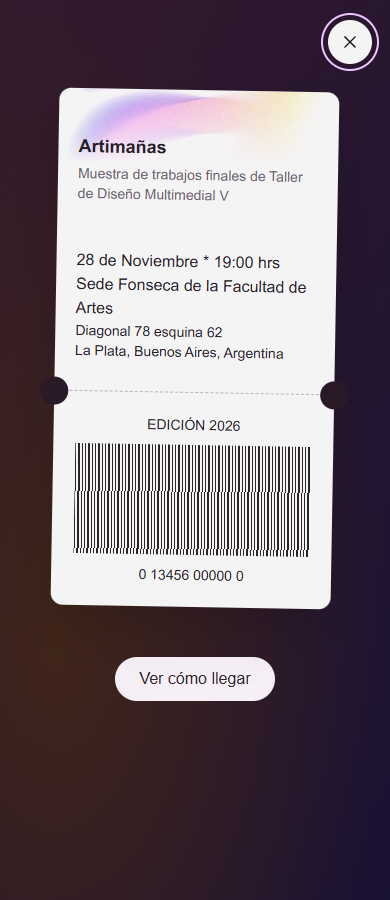 Artimañas
Muestra de trabajos finales de Taller
de Diseño Multimedial V
28 de Noviembre * 19:00 hrs
Sede Fonseca de la Facultad de
Artes
Diagonal 78 esquina 62
La Plata, Buenos Aires, Argentina
EDICIÓN 2026
0 13456 00000 0
Ver cómo llegar